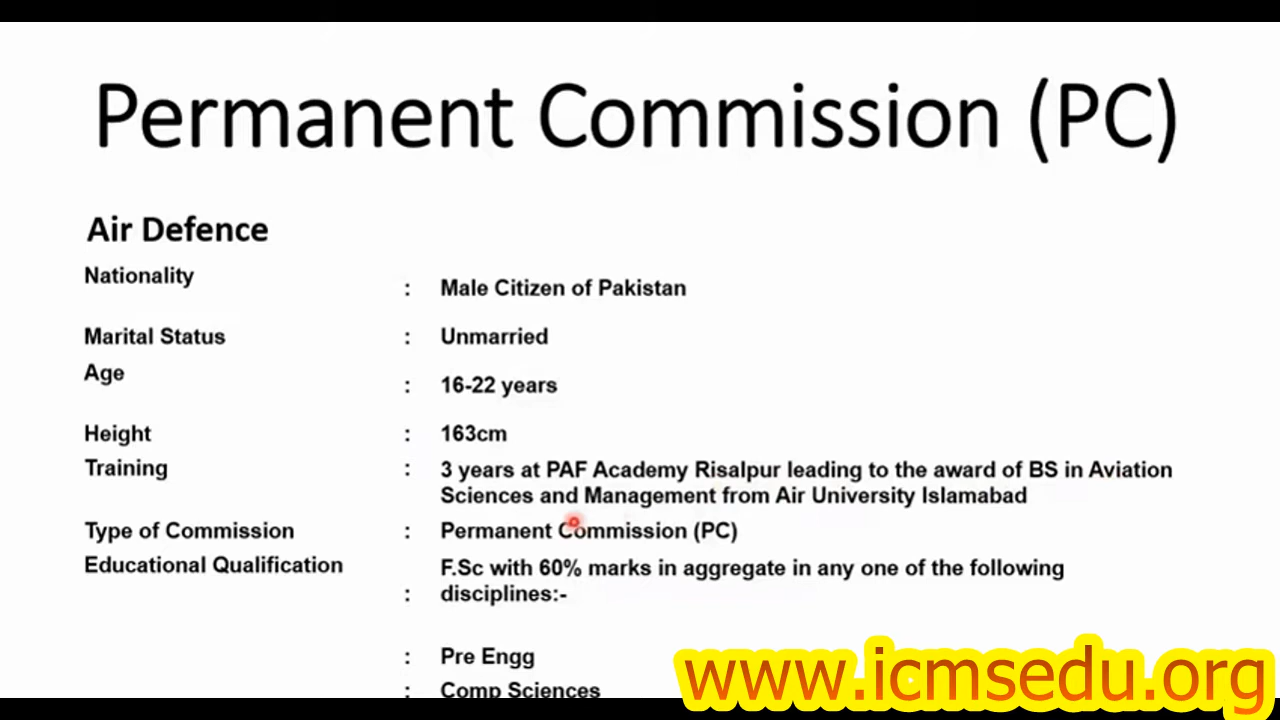 Permanent Commission (PC)
Air Defence
Nationality : Male Citizen of Pakistan
Marital Status : Unmarried
Age : 16-22 years
Height : 163cm
Training : 3 years at PAF Academy Risalpur leading to the award of BS in Aviation
Sciences and Management from Air University Islamabad
Type of Commission : Permanent Commission (PC)
Educational Qualification F.Sc with 60% marks in aggregate in any one of the following
: disciplines:-
: Pre Engg
: Comp Sciences
www.icmsedu.org